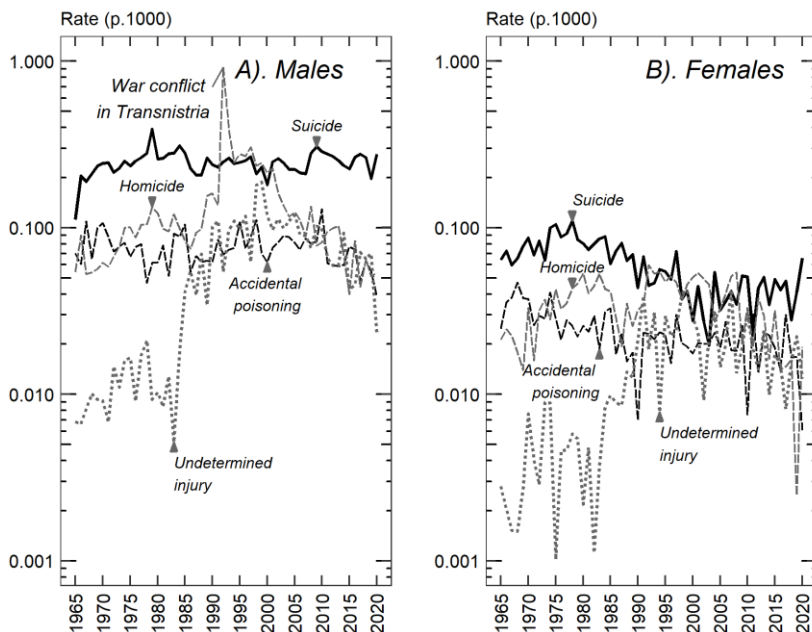 Rate (p.1000)
A). Males
1.000
0.100
0.010
0.001
War conflict
in Transnistria
Suicide
Homicide
Accidental
poisoning
Undetermined
injury
1965
1970
1975
1980
1985
1990
1995
2000
2005
2010
2015
2020
Rate (p.1000)
B). Females
1.000
0.100
0.010
0.001
Suicide
Homicide
Accidental
poisoning
Undetermined
injury
1965
1970
1975
1980
1985
1990
1995
2000
2005
2010
2015
2020